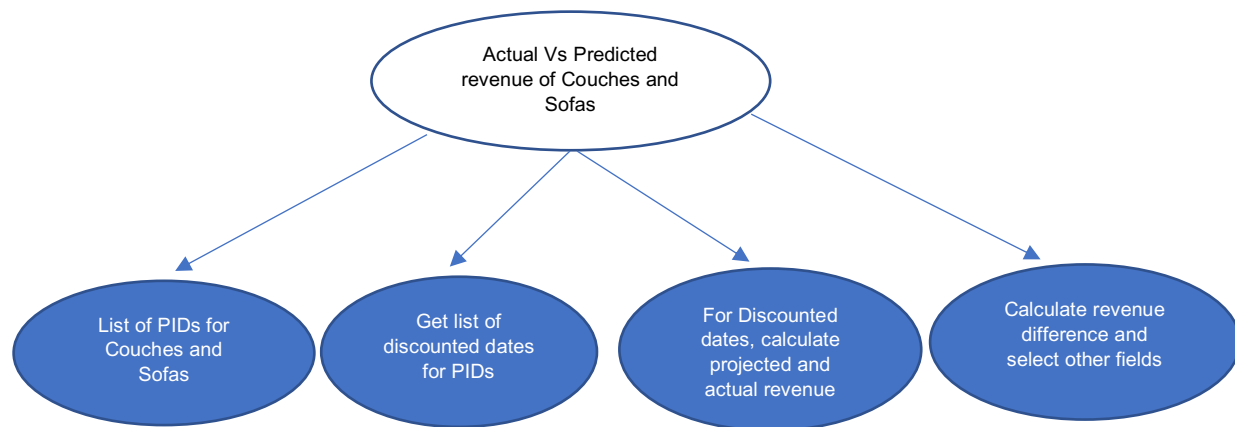 Actual Vs Predicted
revenue of Couches and
Sofas
List of PIDs for
Couches and
Sofas
Get list of
discounted dates
for PIDs
For Discounted
dates, calculate
projected and
actual revenue
Calculate revenue
difference and
select other fields